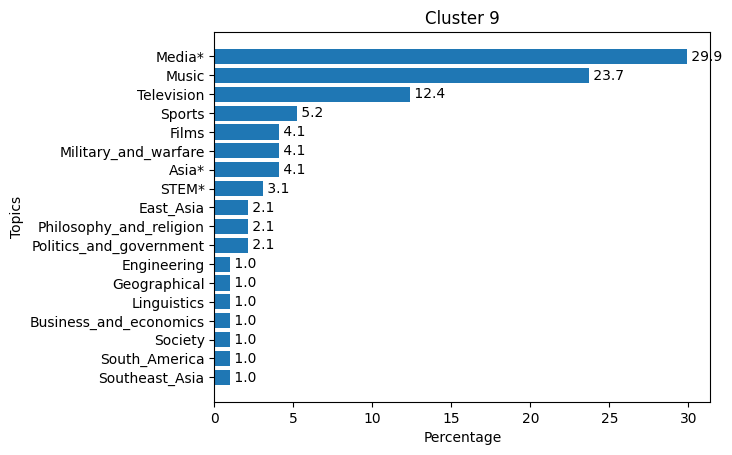 Cluster 9
Media* 29.9
Music 23.7
Television 12.4
Sports 5.2
Films 4.1
Military_and_warfare 4.1
Asia* 4.1
STEM* 3.1
East_Asia 2.1
Philosophy_and_religion 2.1
Politics_and_government 2.1
Engineering 1.0
Geographical 1.0
Linguistics 1.0
Business_and_economics 1.0
Society 1.0
South_America 1.0
Southeast_Asia 1.0
Topics
0 5 10 15 20 25 30
Percentage